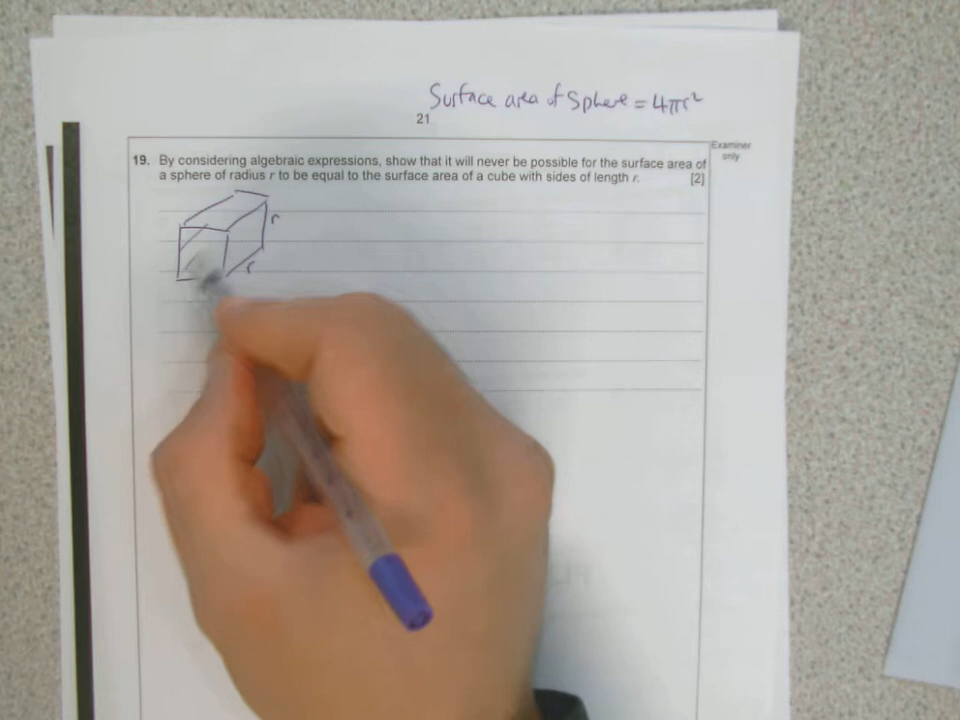 Surface area of Sphere = 4πr²
21
Examiner
only
19. By considering algebraic expressions, show that it will never be possible for the surface area of
a sphere of radius r to be equal to the surface area of a cube with sides of length r. [2]
r
r